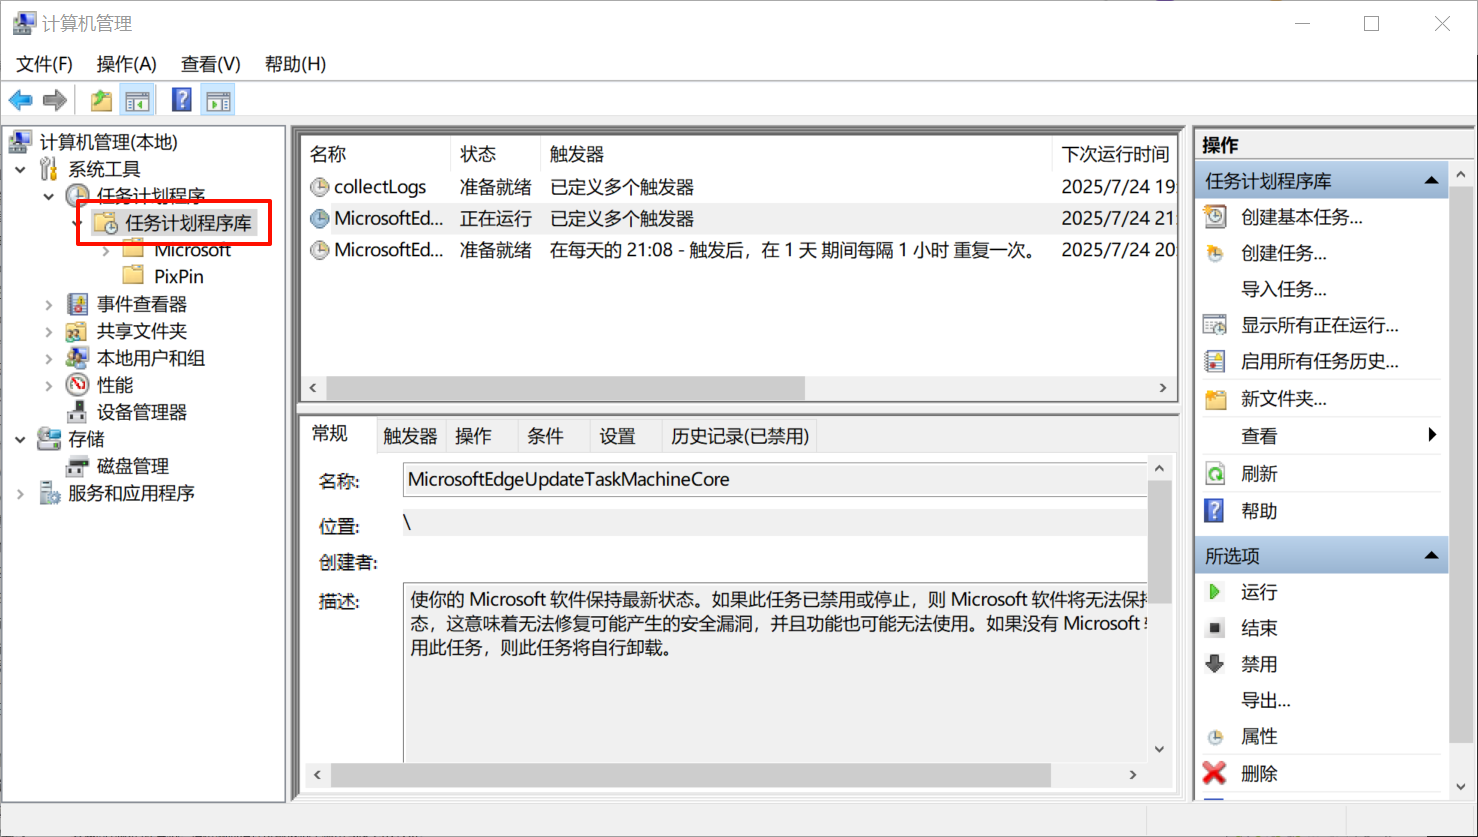 计算机管理
文件(F) 操作(A) 查看(V) 帮助(H)
计算机管理(本地)
系统工具
任务计划程序
任务计划程序库
Microsoft
PixPin
事件查看器
共享文件夹
本地用户和组
性能
设备管理器
存储
磁盘管理
服务和应用程序
名称 状态 触发器 下次运行时间
collectLogs 准备就绪 已定义多个触发器 2025/7/24 19:
MicrosoftEd... 正在运行 已定义多个触发器 2025/7/24 21:
MicrosoftEd... 准备就绪 在每天的 21:08 - 触发后，在 1 天 期间每隔 1 小时 重复一次。 2025/7/24 20:
常规 触发器 操作 条件 设置 历史记录(已禁用)
名称: MicrosoftEdgeUpdateTaskMachineCore
位置: \
创建者:
描述: 使你的 Microsoft 软件保持最新状态。如果此任务已禁用或停止，则 Microsoft 软件将无法保持
态，这意味着无法修复可能产生的安全漏洞，并且功能也可能无法使用。如果没有 Microsoft
用此任务，则此任务将自行卸载。
操作
任务计划程序库
创建基本任务...
创建任务...
导入任务...
显示所有正在运行...
启用所有任务历史...
新文件夹...
查看
刷新
帮助
所选项
运行
结束
禁用
导出...
属性
删除